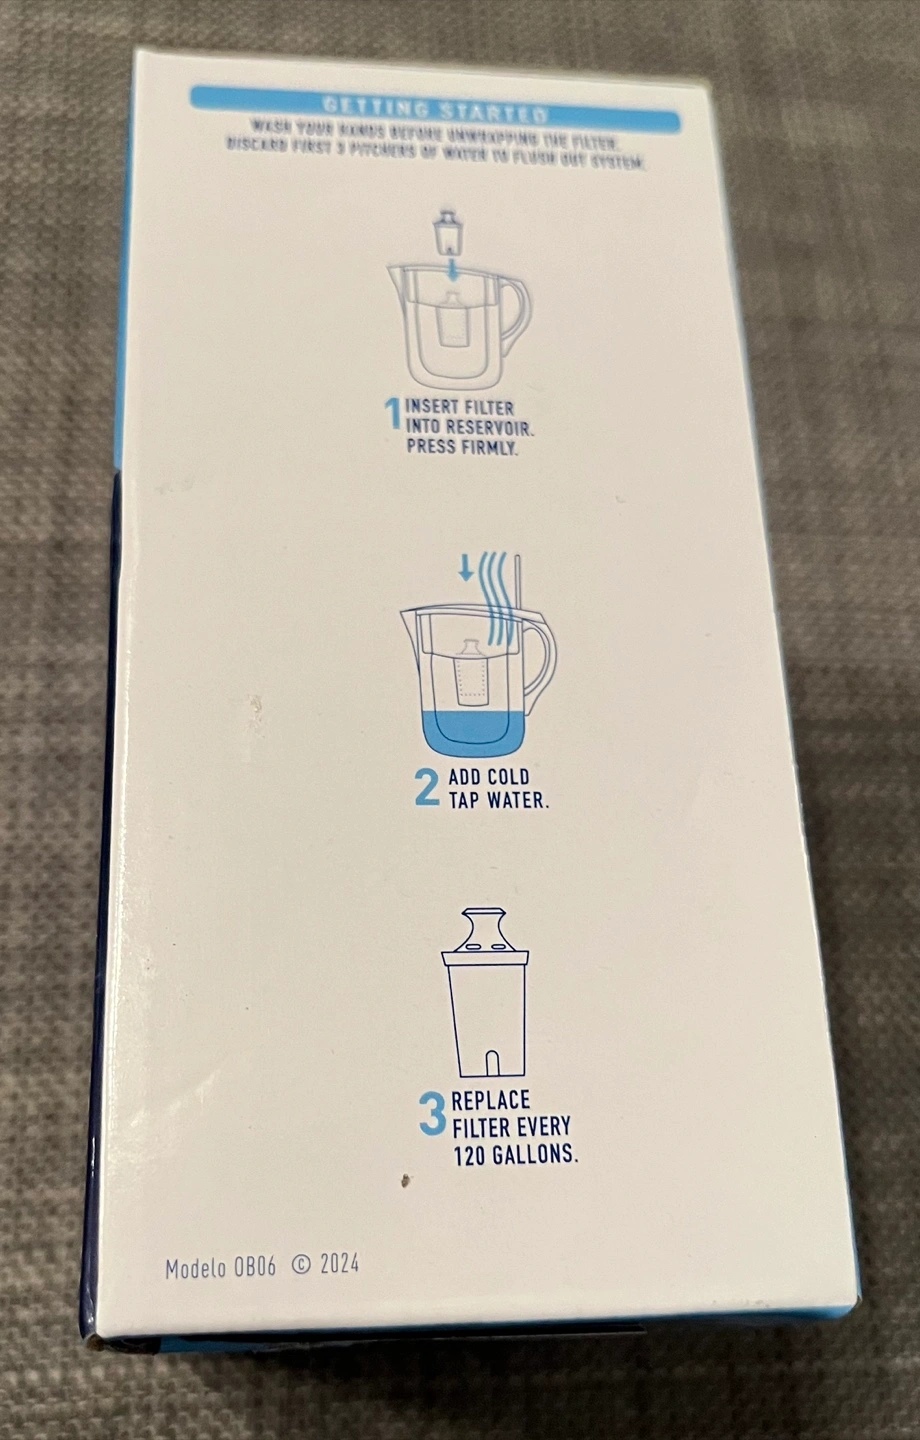 GETTING STARTED
WASH YOUR HANDS BEFORE UNWRAPPING THE FILTER.
DISCARD FIRST 3 PITCHERS OF WATER TO FLUSH OUT SYSTEM.
1 INSERT FILTER
INTO RESERVOIR.
PRESS FIRMLY.
2 ADD COLD
TAP WATER.
3 REPLACE
FILTER EVERY
120 GALLONS.
Modelo OB06 © 2024